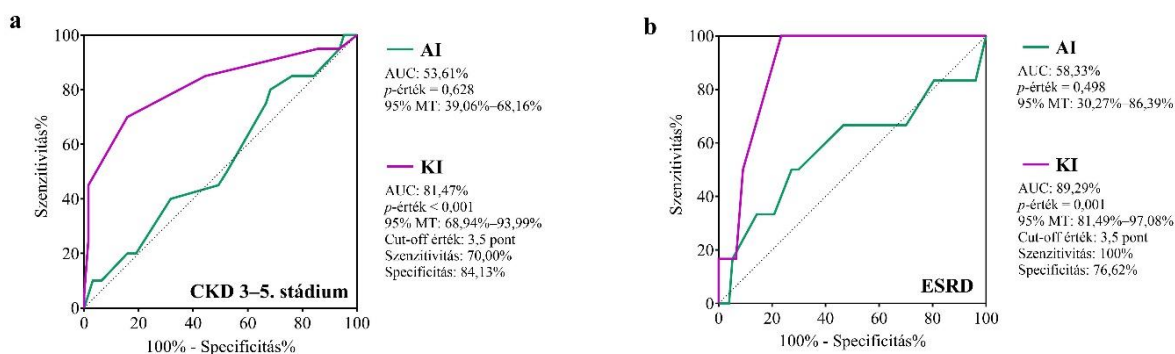 a
100
80
60
40
20
0
Szenzitivitás%
0 20 40 60 80 100
100% - Specificitás%
CKD 3–5. stádium
AI
AUC: 53,61%
p-érték = 0,628
95% MT: 39,06%–68,16%
KI
AUC: 81,47%
p-érték < 0,001
95% MT: 68,94%–93,99%
Cut-off érték: 3,5 pont
Szenzitivitás: 70,00%
Specificitás: 84,13%
b
100
80
60
40
20
0
Szenzitivitás%
0 20 40 60 80 100
100% - Specificitás%
ESRD
AI
AUC: 58,33%
p-érték = 0,498
95% MT: 30,27%–86,39%
KI
AUC: 89,29%
p-érték = 0,001
95% MT: 81,49%–97,08%
Cut-off érték: 3,5 pont
Szenzitivitás: 100%
Specificitás: 76,62%